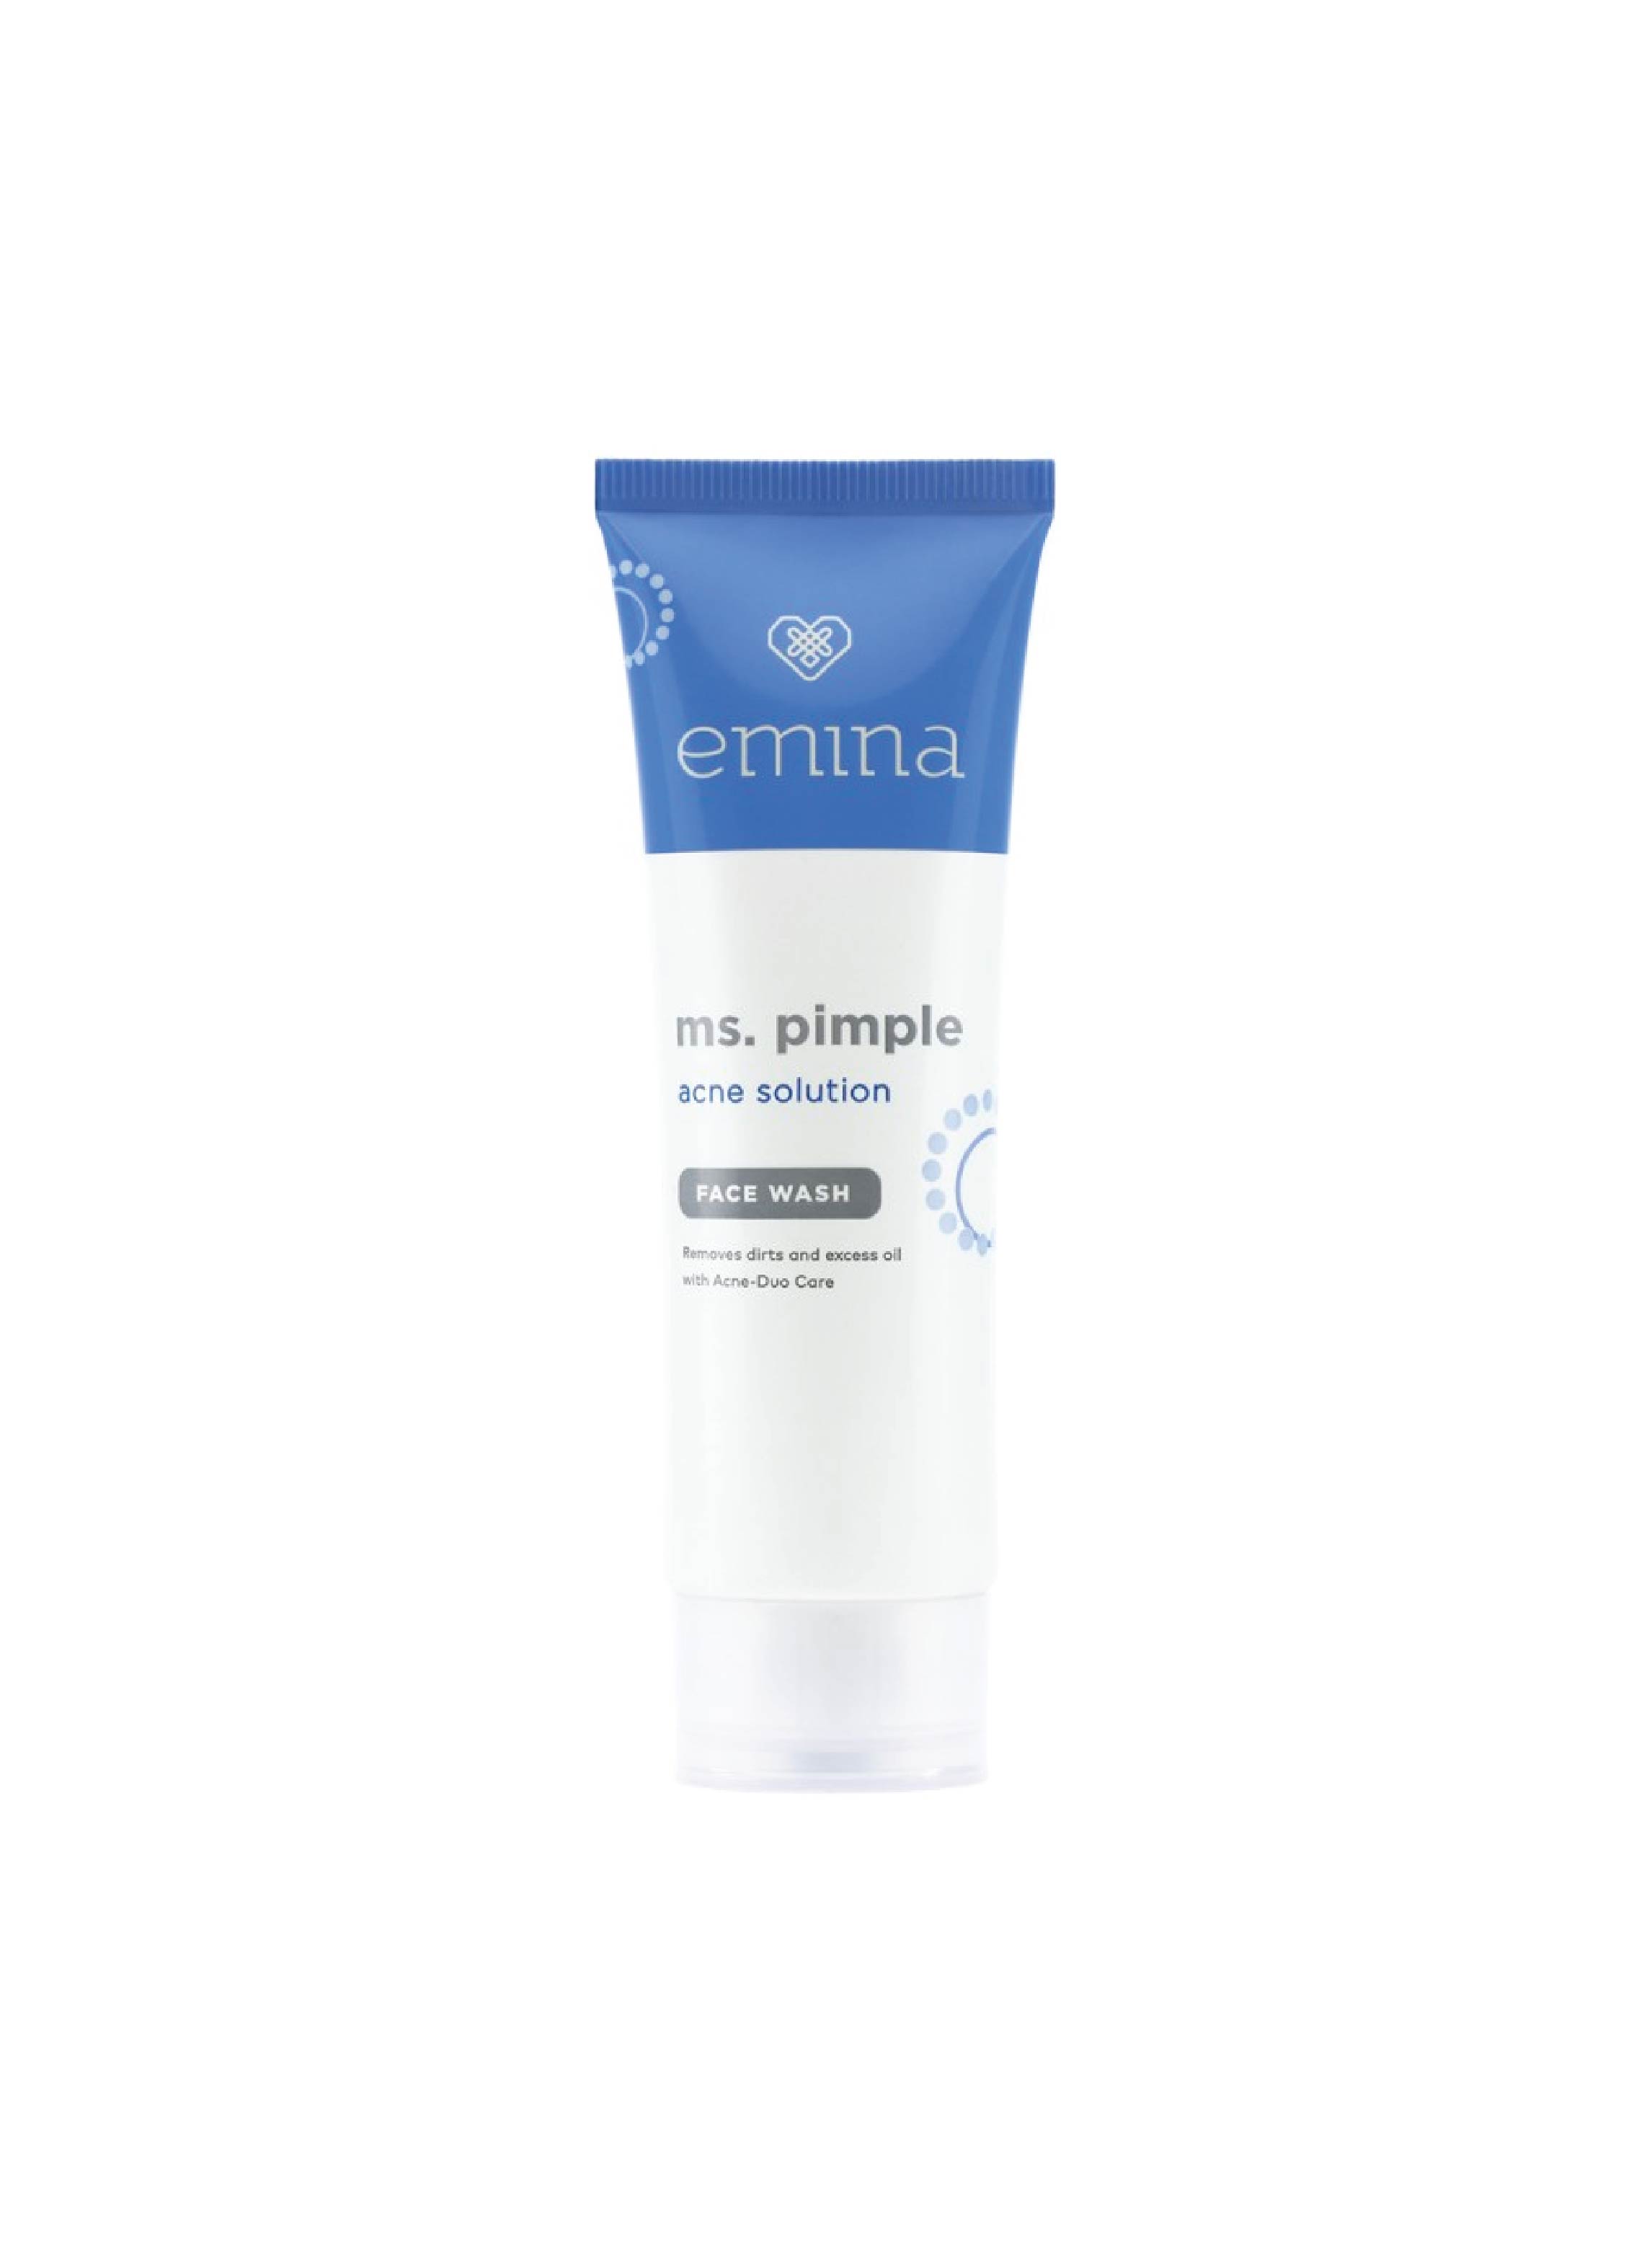 emina
ms. pimple
acne solution
FACE WASH
Removes dirts and excess oil
with Acne-Duo Care